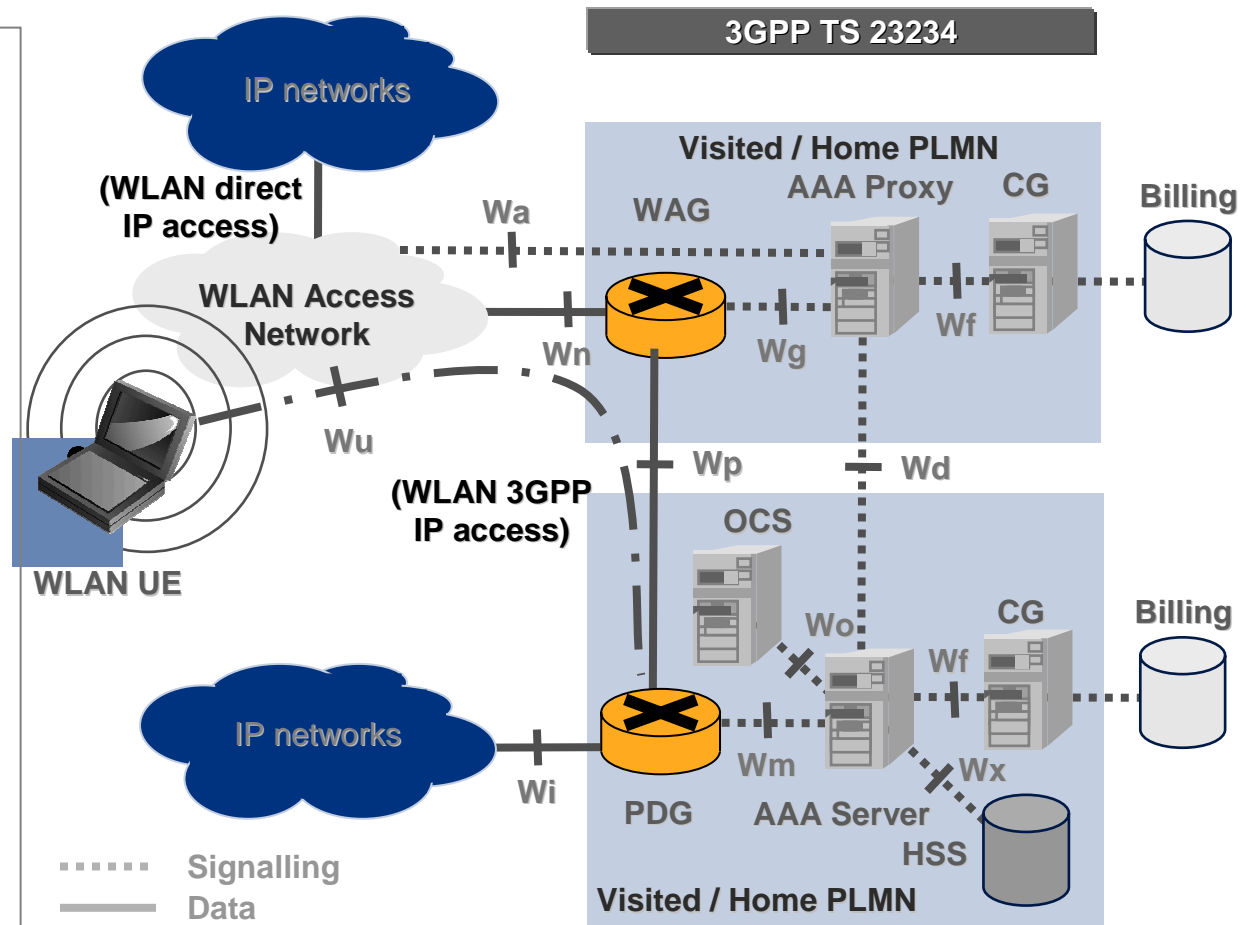 3GPP TS 23234
IP networks
Visited / Home PLMN
(WLAN direct
IP access)
Wa
WAG
AAA Proxy
CG
Billing
WLAN Access
Network
Wn
Wg
Wf
Wu
Wp
Wd
(WLAN 3GPP
IP access)
OCS
WLAN UE
Wo
CG
Billing
Wf
IP networks
Wi
Wm
Wx
PDG
AAA Server
HSS
Signalling
Data
Visited / Home PLMN